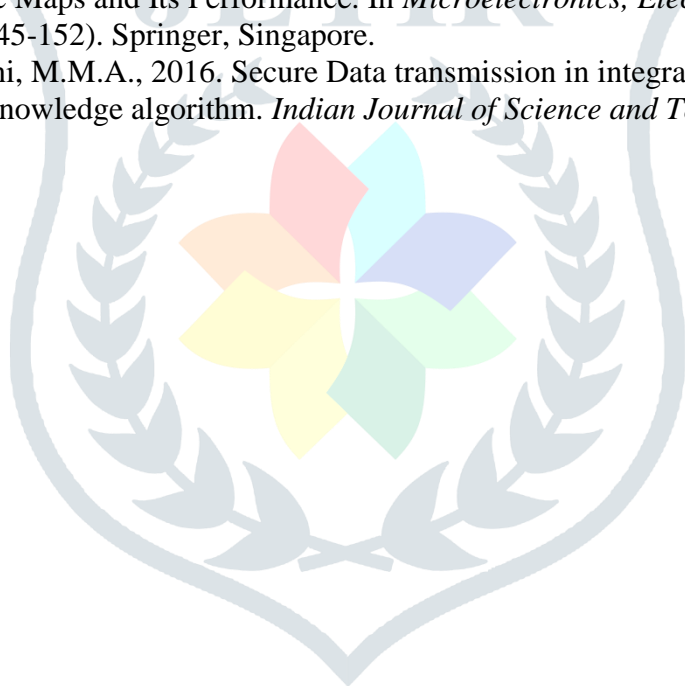 e Maps and Its Performance. In Microelectronics, Elec
45-152). Springer, Singapore.
ni, M.M.A., 2016. Secure Data transmission in integra
nowledge algorithm. Indian Journal of Science and Te